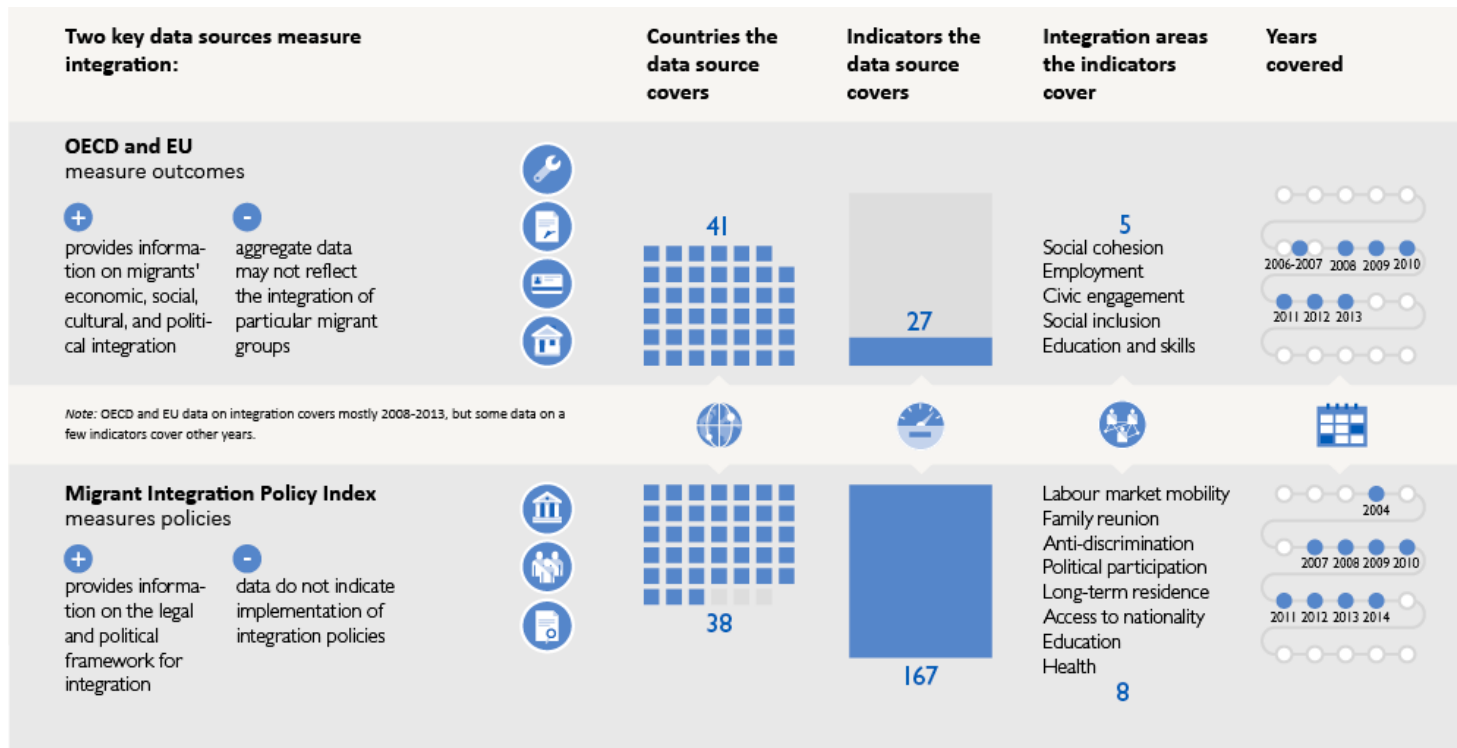 Two key data sources measure
integration:
Countries the
data source
covers
Indicators the
data source
covers
Integration areas
the indicators
cover
Years
covered
OECD and EU
measure outcomes
+
provides informa-
tion on migrants'
economic, social,
cultural, and politi-
cal integration
-
aggregate data
may not reflect
the integration of
particular migrant
groups
41
27
5
Social cohesion
Employment
Civic engagement
Social inclusion
Education and skills
2006-2007 2008 2009 2010
2011 2012 2013
Note: OECD and EU data on integration covers mostly 2008-2013, but some data on a
few indicators cover other years.
Migrant Integration Policy Index
measures policies
+
provides informa-
tion on the legal
and political
framework for
integration
-
data do not indicate
implementation of
integration policies
38
167
Labour market mobility
Family reunion
Anti-discrimination
Political participation
Long-term residence
Access to nationality
Education
Health
8
2004
2007 2008 2009 2010
2011 2012 2013 2014